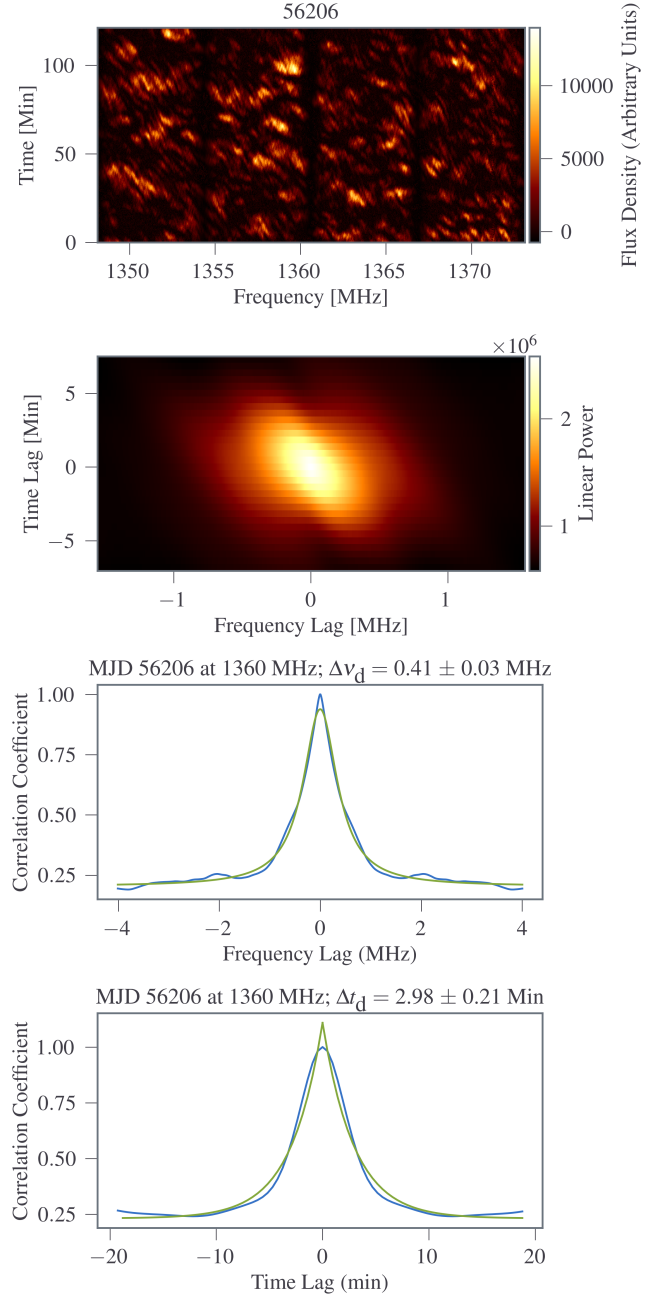 56206
100
50
0
Time [Min]
1350 1355 1360 1365 1370
Frequency [MHz]
10000
5000
0
Flux Density (Arbitrary Units)
×10⁶
5
0
−5
Time Lag [Min]
−1 0 1
Frequency Lag [MHz]
2
1
Linear Power
MJD 56206 at 1360 MHz; Δν_d = 0.41 ± 0.03 MHz
1.00
0.75
0.50
0.25
Correlation Coefficient
−4 −2 0 2 4
Frequency Lag (MHz)
MJD 56206 at 1360 MHz; Δt_d = 2.98 ± 0.21 Min
1.00
0.75
0.50
0.25
Correlation Coefficient
−20 −10 0 10 20
Time Lag (min)